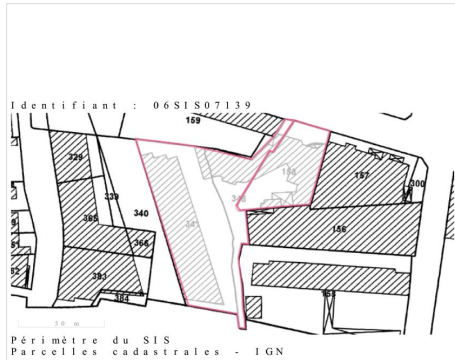 Identifiant : 06SIS07139
159
329
157
300
339
340
365
156
366
383
384
50 m
Périmètre du SIS
Parcelles cadastrales - IGN